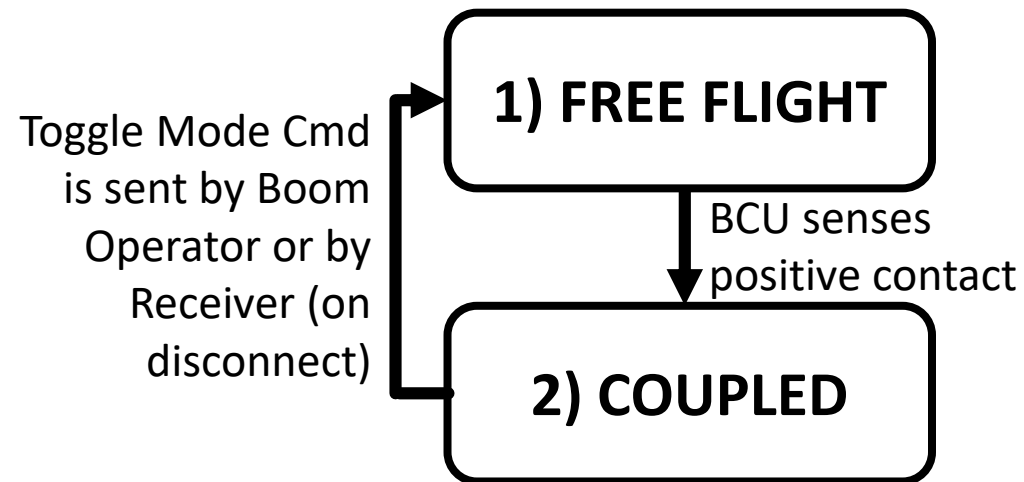 1) FREE FLIGHT
Toggle Mode Cmd
is sent by Boom
Operator or by
Receiver (on
disconnect)
BCU senses
positive contact
2) COUPLED